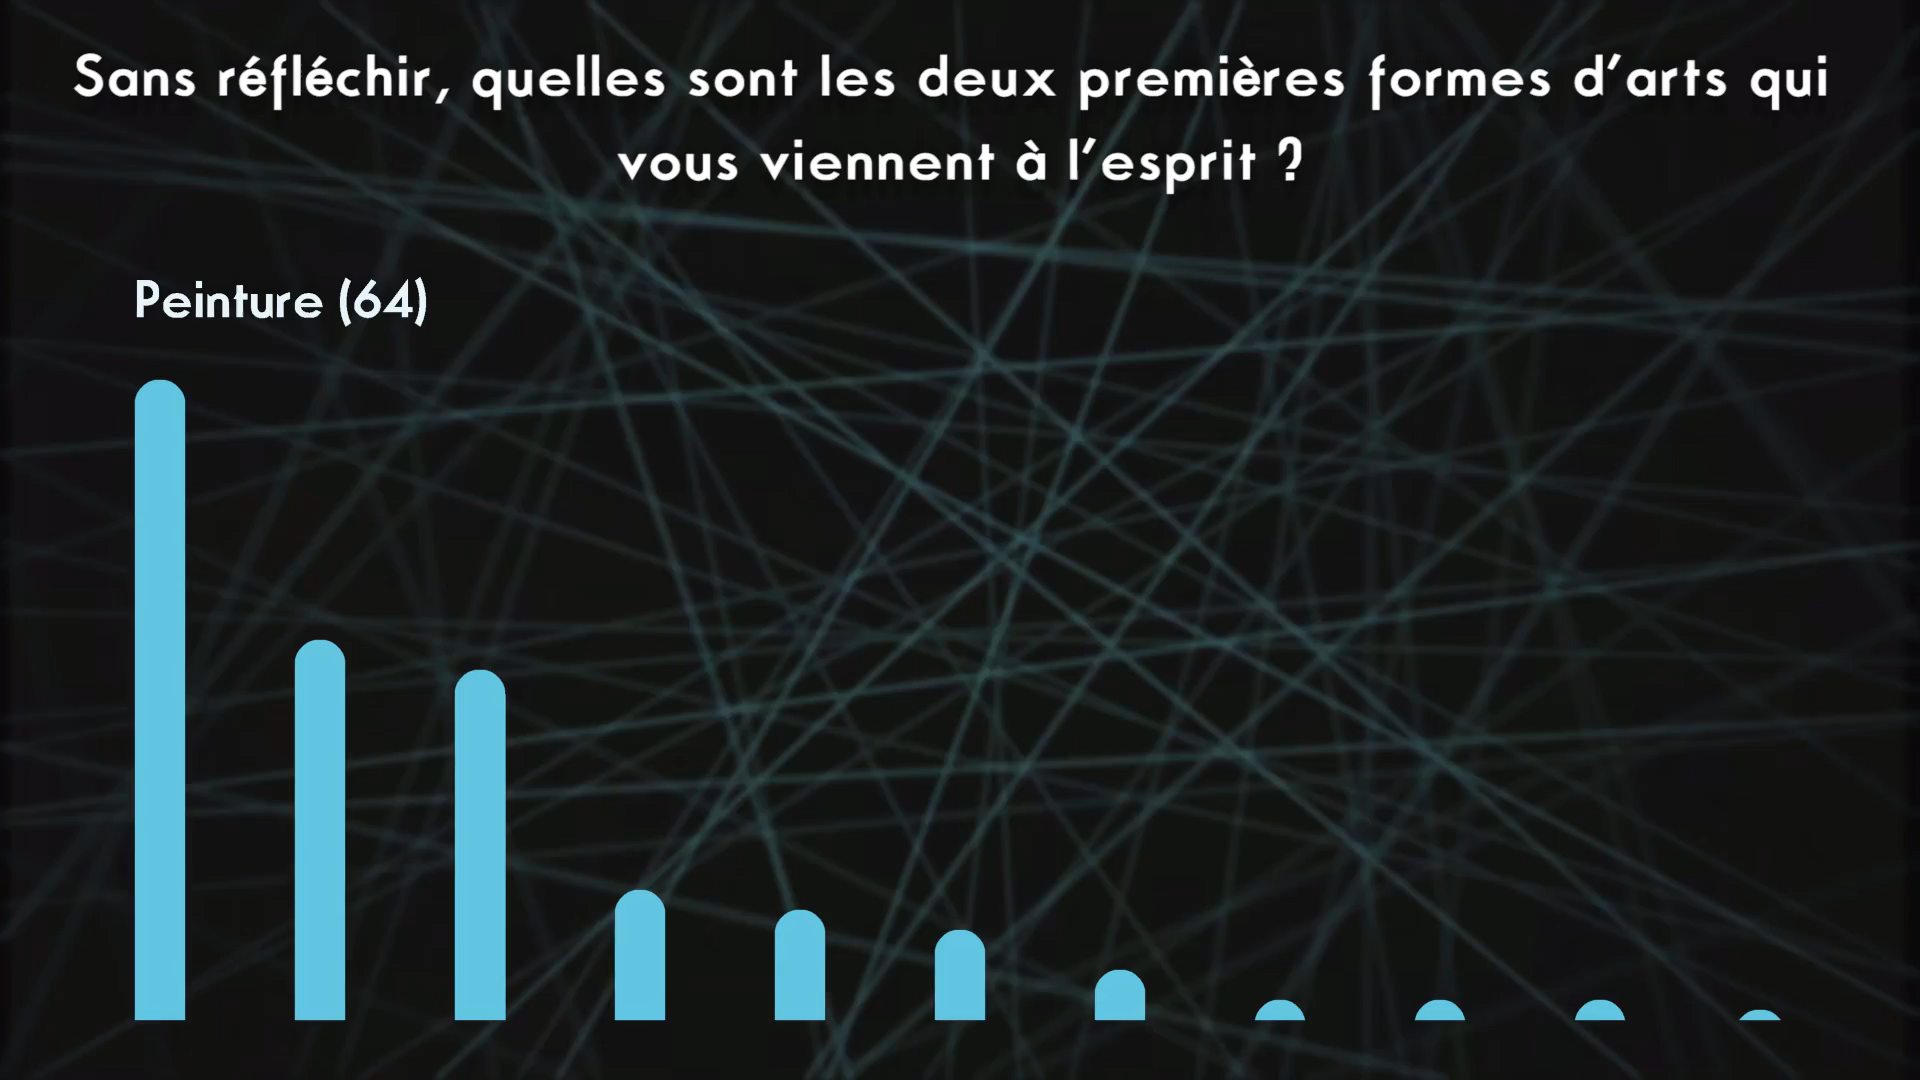 Sans réfléchir, quelles sont les deux premières formes d'arts qui
vous viennent à l'esprit ?
Peinture (64)